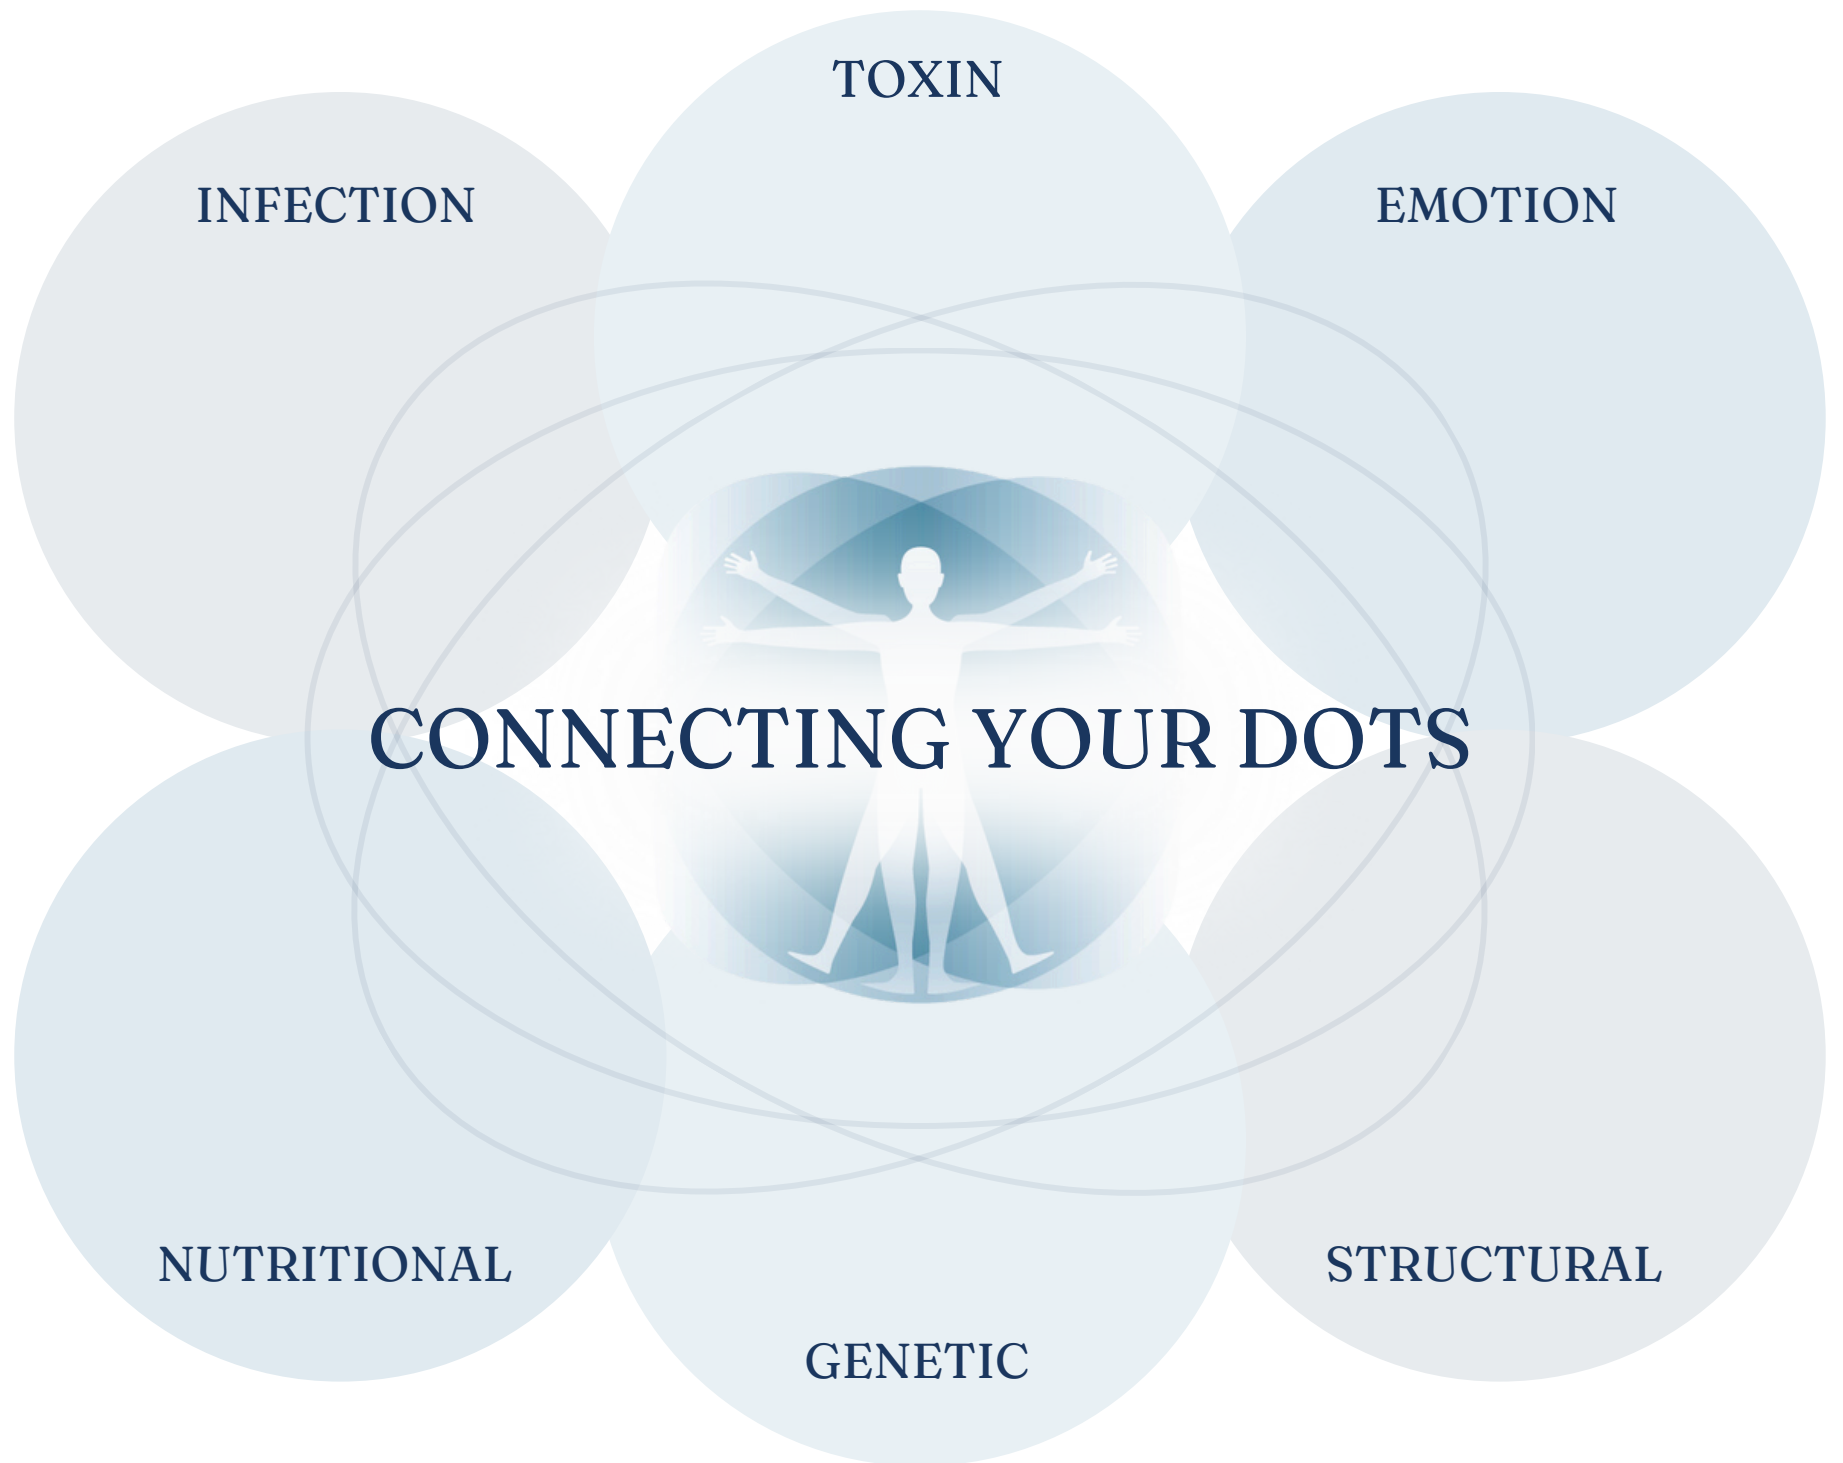 TOXIN
INFECTION
EMOTION
CONNECTING YOUR DOTS
NUTRITIONAL
STRUCTURAL
GENETIC